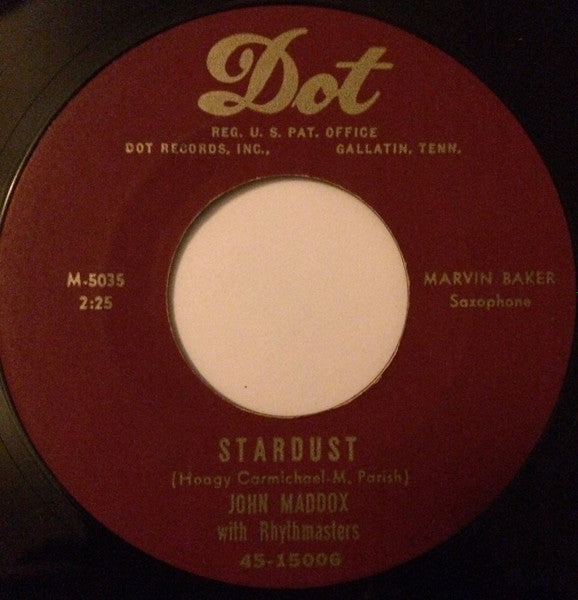 Dot
REG. U. S. PAT. OFFICE
DOT RECORDS, INC., GALLATIN, TENN.
M-5035
2:25
MARVIN BAKER
Saxophone
STARDUST
(Hoagy Carmichael-M. Parish)
JOHN MADDOX
with Rhythmasters
45-15006